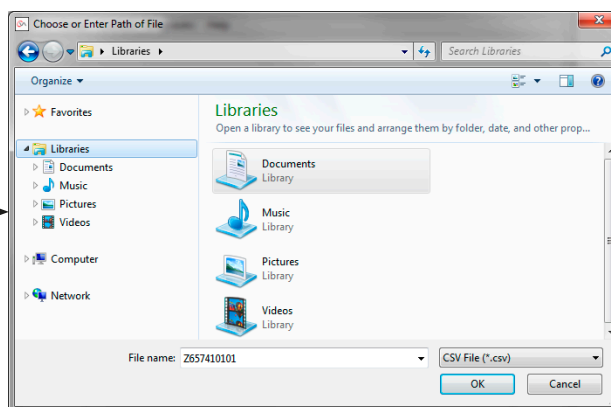 Choose or Enter Path of File
Libraries
Search Libraries
Organize
Favorites
Libraries
Documents
Music
Pictures
Videos
Computer
Network
Libraries
Open a library to see your files and arrange them by folder, date, and other prop...
Documents
Library
Music
Library
Pictures
Library
Videos
Library
File name: Z657410101
CSV File (*.csv)
OK Cancel